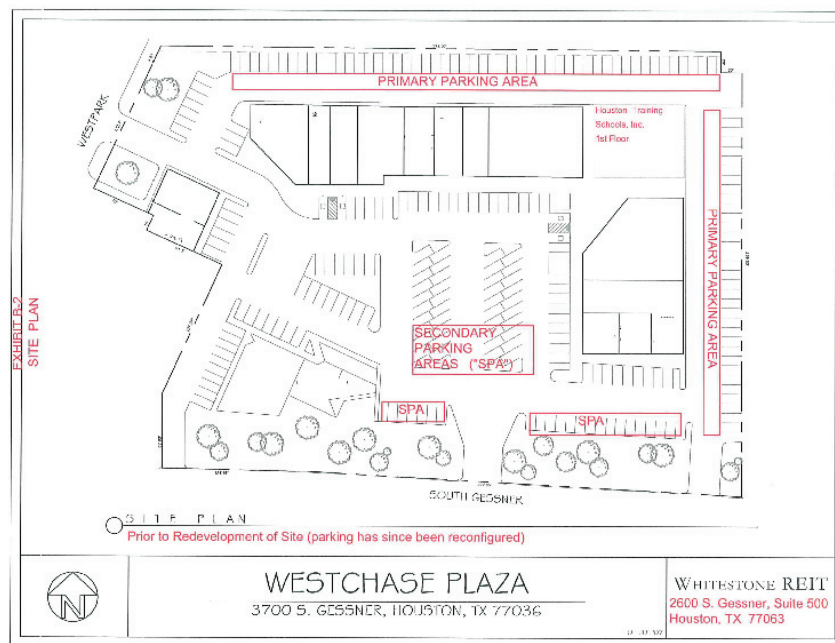 PRIMARY PARKING AREA
WESTPARK
Houston Training
Schools, Inc.
1st Floor
PRIMARY PARKING AREA
EXHIBIT B-2
SITE PLAN
SECONDARY
PARKING
AREAS ("SPA")
SPA
SPA
SOUTH GESSNER
SITE PLAN
Prior to Redevelopment of Site (parking has since been reconfigured)
N
WESTCHASE PLAZA
3700 S. GESSNER, HOUSTON, TX 77036
WHITESTONE REIT
2600 S. Gessner, Suite 500
Houston, TX 77063